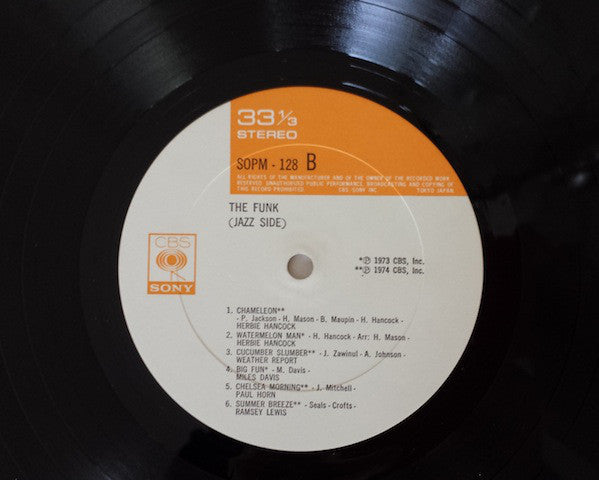 33 1/3
STEREO
SOPM - 128 B
ALL RIGHTS OF THE MANUFACTURER AND OF THE OWNER OF THE RECORDED WORK
RESERVED. UNAUTHORIZED PUBLIC PERFORMANCE, BROADCASTING AND COPYING OF
THIS RECORD PROHIBITED. CBS SONY INC. TOKYO JAPAN
THE FUNK
(JAZZ SIDE)
CBS
SONY
*℗ 1973 CBS, Inc.
**℗ 1974 CBS, Inc.
1. CHAMELEON**
- P. Jackson - H. Mason - B. Maupin - H. Hancock -
HERBIE HANCOCK
2. WATERMELON MAN* - H. Hancock - Arr: H. Mason -
HERBIE HANCOCK
3. CUCUMBER SLUMBER** - J. Zawinul - A. Johnson -
WEATHER REPORT
4. BIG FUN* - M. Davis -
MILES DAVIS
5. CHELSEA MORNING** - J. Mitchell -
PAUL HORN
6. SUMMER BREEZE** - Seals - Crofts -
RAMSEY LEWIS